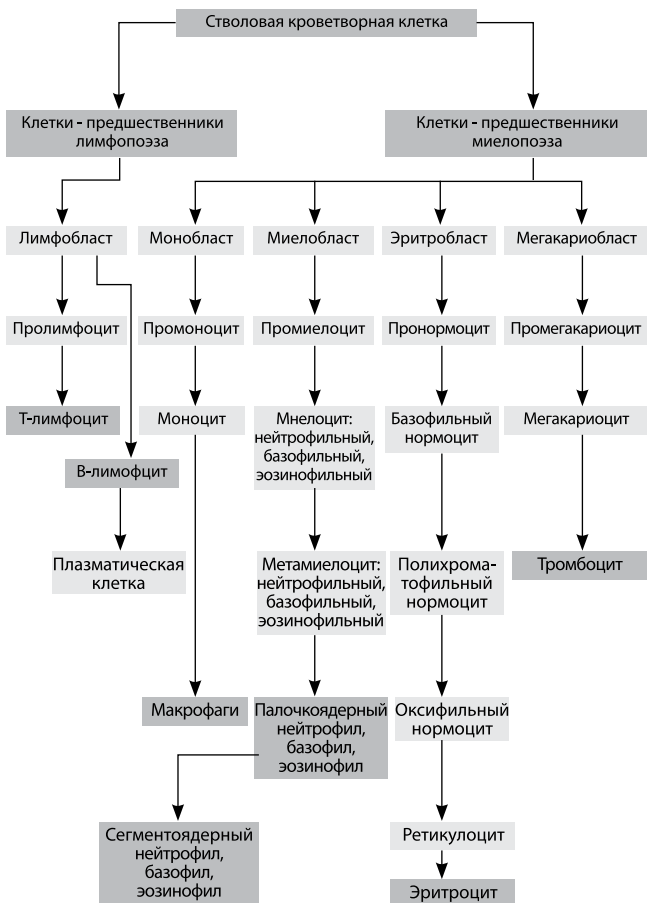 Стволовая кроветворная клетка
Клетки - предшественники
лимфопоэза
Клетки - предшественники
миелопоэза
Лимфобласт
Монобласт
Миелобласт
Эритробласт
Мегакариобласт
Пролимфоцит
Промоноцит
Промиелоцит
Пронормоцит
Промегакариоцит
Т-лимфоцит
Моноцит
Мнелоцит:
нейтрофильный,
базофильный,
эозинофильный
Базофильный
нормоцит
Мегакариоцит
В-лимофцит
Плазматическая
клетка
Метамиелоцит:
нейтрофильный,
базофильный,
эозинофильный
Полихрома-
тофильный
нормоцит
Тромбоцит
Макрофаги
Палочкоядерный
нейтрофил,
базофил,
эозинофил
Оксифильный
нормоцит
Сегментоядерный
нейтрофил,
базофил,
эозинофил
Ретикулоцит
Эритроцит